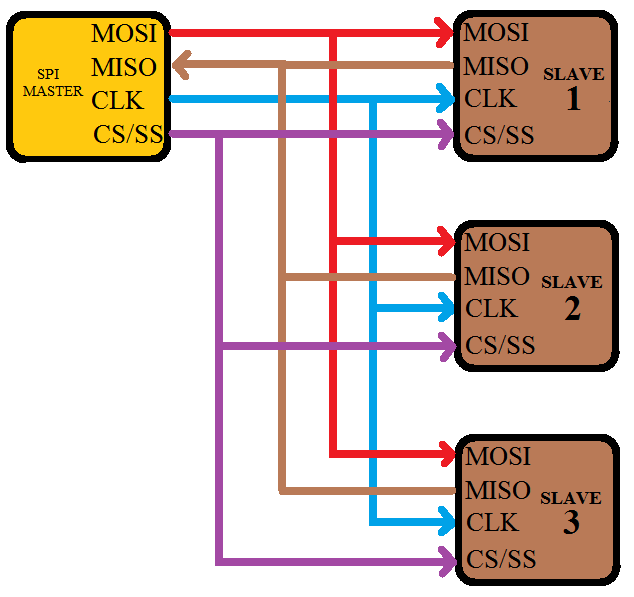 SPI
MASTER
MOSI
MISO
CLK
CS/SS
MOSI
MISO
CLK
CS/SS
SLAVE
1
MOSI
MISO
CLK
CS/SS
SLAVE
2
MOSI
MISO
CLK
CS/SS
SLAVE
3